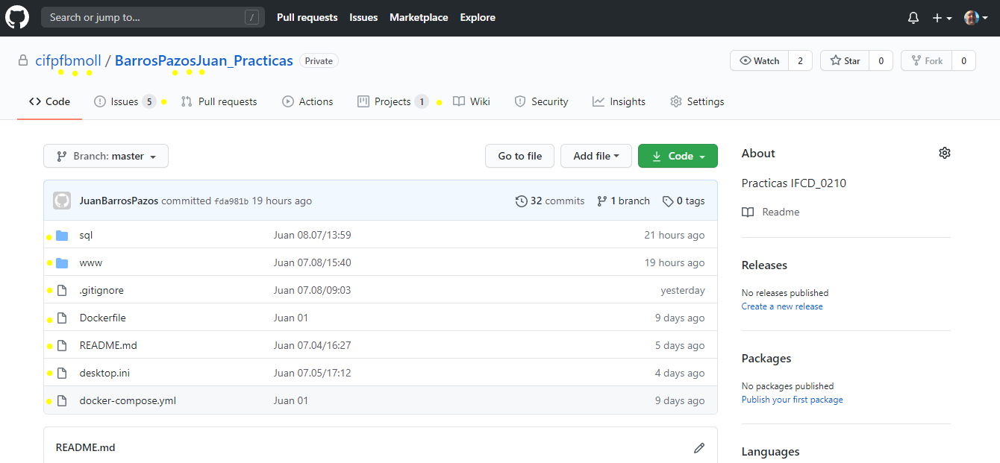 Search or jump to... / Pull requests Issues Marketplace Explore
cifpfbmoll / BarrosPazosJuan_Practicas Private Watch 2 Star 0 Fork 0
Code Issues 5 Pull requests Actions Projects 1 Wiki Security Insights Settings
Branch: master Go to file Add file Code
About
Practicas IFCD_0210
Readme
JuanBarrosPazos committed fda981b 19 hours ago 32 commits 1 branch 0 tags
sql Juan 08.07/13:59 21 hours ago
www Juan 07.08/15:40 19 hours ago
.gitignore Juan 07.08/09:03 yesterday
Dockerfile Juan 01 9 days ago
README.md Juan 07.04/16:27 5 days ago
desktop.ini Juan 07.05/17:12 4 days ago
docker-compose.yml Juan 01 9 days ago
Releases
No releases published
Create a new release
Packages
No packages published
Publish your first package
README.md
Languages